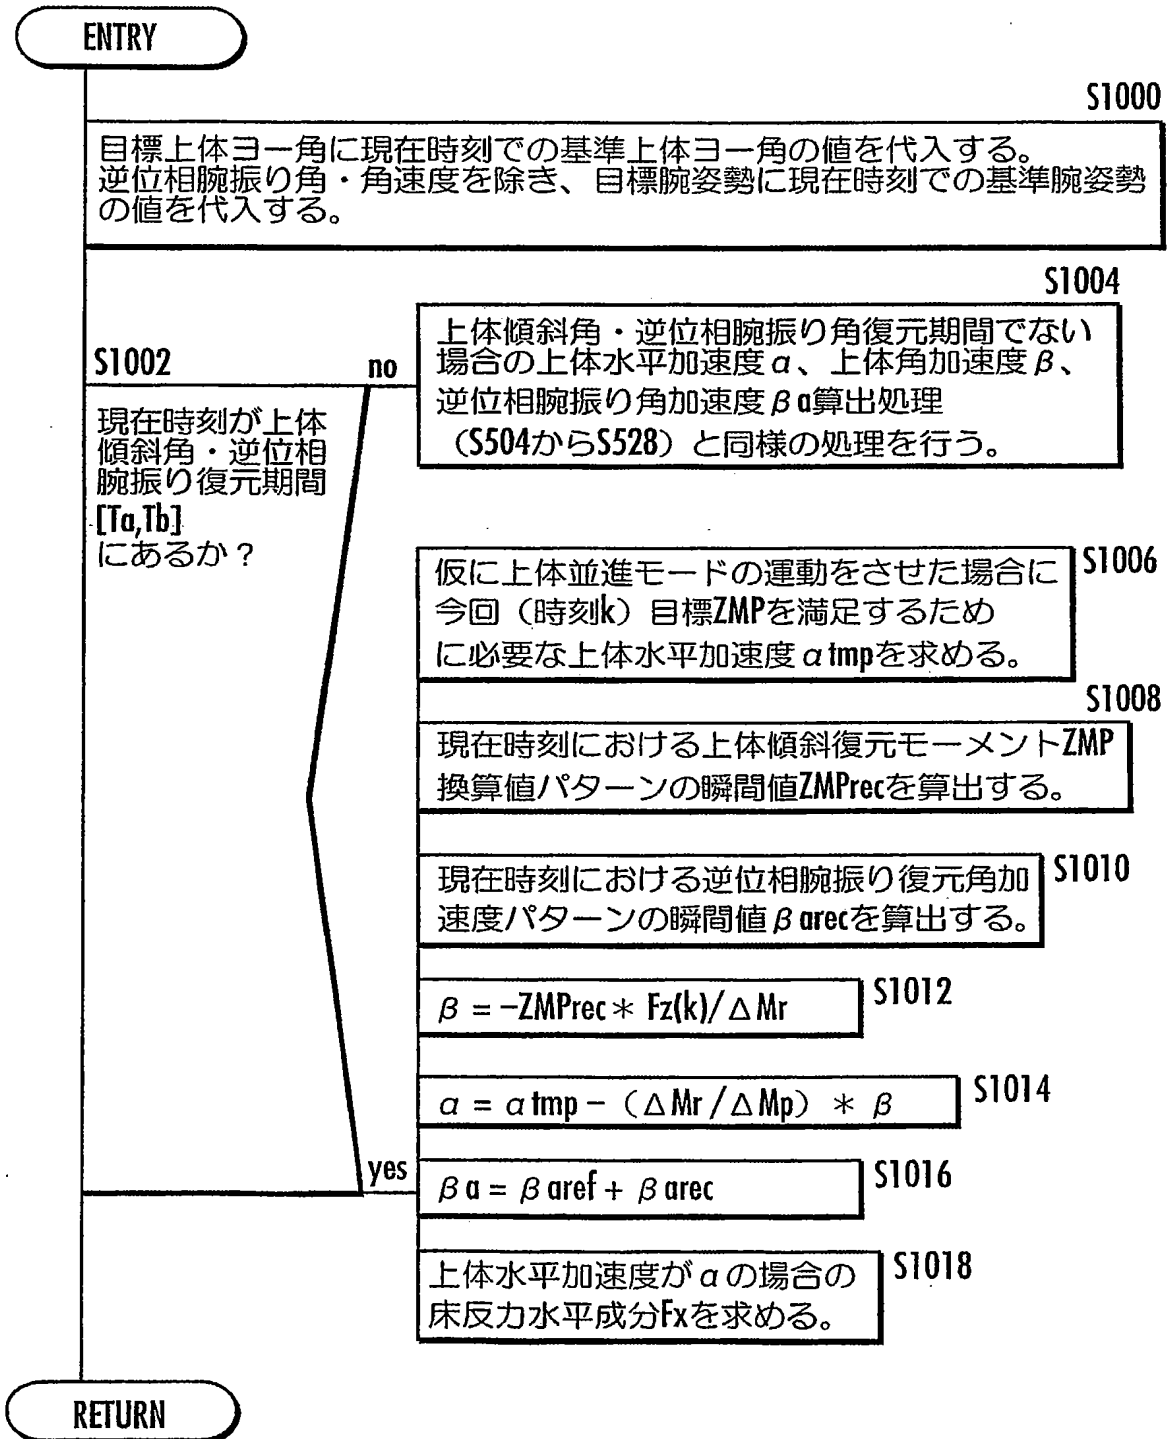 ENTRY
S1000
目標上体ヨー角に現在時刻での基準上体ヨー角の値を代入する。
逆位相腕振り角・角速度を除き、目標腕姿勢に現在時刻での基準腕姿勢
の値を代入する。
S1002
現在時刻が上体
傾斜角・逆位相
腕振り復元期間
[Ta,Tb]
にあるか？
no
S1004
上体傾斜角・逆位相腕振り角復元期間でない
場合の上体水平加速度α、上体角加速度β、
逆位相腕振り角加速度βa算出処理
（S504からS528）と同様の処理を行う。
S1006
仮に上体並進モードの運動をさせた場合に
今回（時刻k）目標ZMPを満足するため
に必要な上体水平加速度αtmpを求める。
S1008
現在時刻における上体傾斜復元モーメントZMP
換算値パターンの瞬間値ZMPrecを算出する。
S1010
現在時刻における逆位相腕振り復元角加
速度パターンの瞬間値βarecを算出する。
S1012
β = -ZMPrec＊ Fz(k)/△Mr
S1014
α = αtmp − （△Mr/△Mp） ＊ β
yes
S1016
βa = βaref + βarec
S1018
上体水平加速度がαの場合の
床反力水平成分Fxを求める。
RETURN